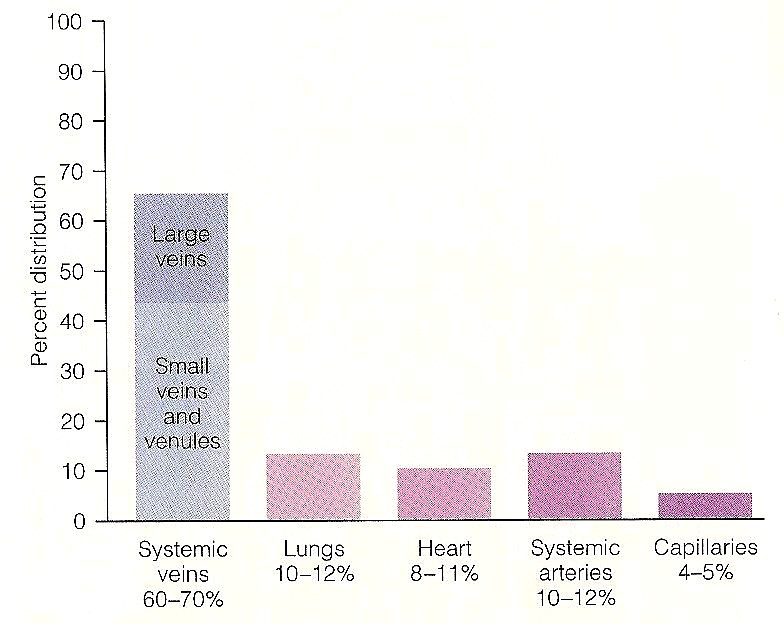 Percent distribution
100
90
80
70
60
50
40
30
20
10
0
Large
veins
Small
veins
and
venules
Systemic
veins
60–70%
Lungs
10–12%
Heart
8–11%
Systemic
arteries
10–12%
Capillaries
4–5%